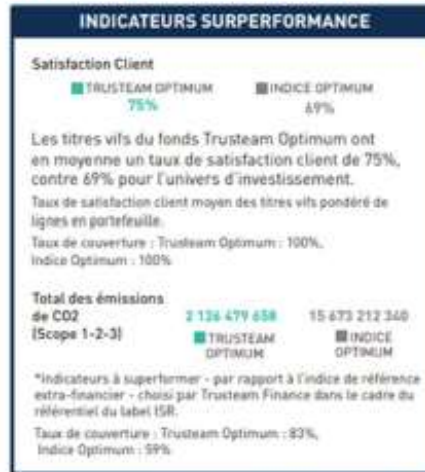 INDICATEURS SURPERFORMANCE
Satisfaction Client
TRUSTEAM OPTIMUM INDICE OPTIMUM
75% 69%
Les titres vifs du fonds Trusteam Optimum ont
en moyenne un taux de satisfaction client de 75%,
contre 69% pour l'univers d'investissement.
Taux de satisfaction client moyen des titres vifs pondéré de
lignes en portefeuille.
Taux de couverture : Trusteam Optimum : 100%,
Indice Optimum : 100%
Total des émissions
de CO2 2 136 479 658 15 673 212 340
(Scope 1-2-3) TRUSTEAM INDICE
OPTIMUM OPTIMUM
*Indicateurs à superformer - par rapport à l'indice de référence
extra-financier - choisi par Trusteam Finance dans le cadre du
référentiel du label ISR.
Taux de couverture : Trusteam Optimum : 83%,
Indice Optimum : 59%